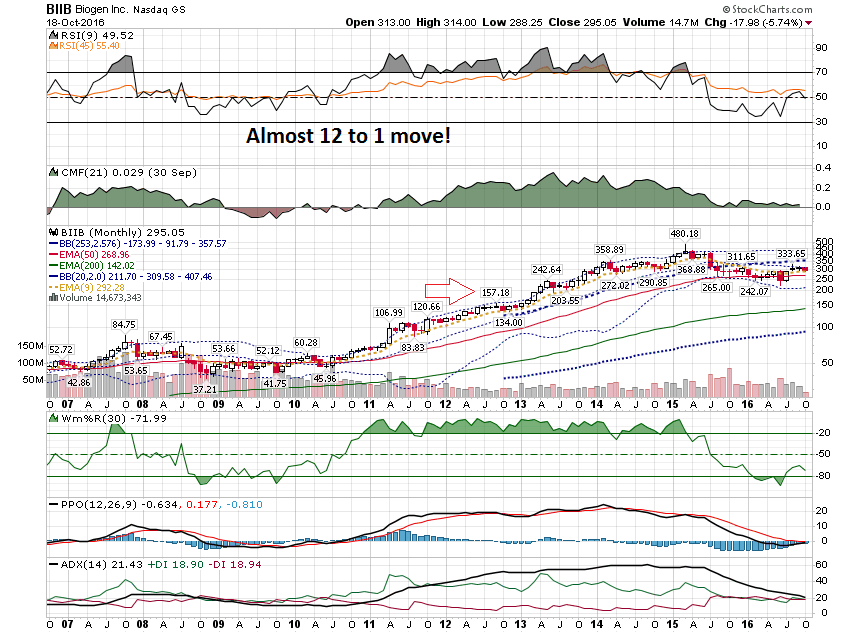 BIIB Biogen Inc. Nasdaq GS © StockCharts.com
18-Oct-2016 Open 313.00 High 314.00 Low 288.25 Close 295.05 Volume 14.7M Chg -17.98 (-5.74%)
RSI(9) 49.52
RSI(45) 55.40
90
70
50
30
10
Almost 12 to 1 move!
CMF(21) 0.029 (30 Sep)
0.4
0.2
0.0
BIIB (Monthly) 295.05
BB(253,2.576) -173.99 - 91.79 - 357.57
EMA(50) 268.96
EMA(200) 142.02
BB(20,2.0) 211.70 - 309.58 - 407.46
EMA(9) 292.28
Volume 14,673,343
480.18
358.89
311.65
333.65
242.64
368.88
272.02
290.85
265.00
242.07
157.18
203.55
120.66
106.99
134.00
84.75
67.45
83.83
52.72
53.66
52.12
60.28
42.86
53.65
37.21
41.75
45.96
500
450
400
350
300
250
200
150
100
50
150M
100M
50M
O 07 A J O 08 A J O 09 A J O 10 A J O 11 A J O 12 A J O 13 A J O 14 A J O 15 A J O 16 A J O
Wm%R(30) -71.99
-20
-50
-80
PPO(12,26,9) -0.634, 0.177, -0.810
20
10
0
ADX(14) 21.43 +DI 18.90 -DI 18.94
60
40
20
0
O 07 A J O 08 A J O 09 A J O 10 A J O 11 A J O 12 A J O 13 A J O 14 A J O 15 A J O 16 A J O